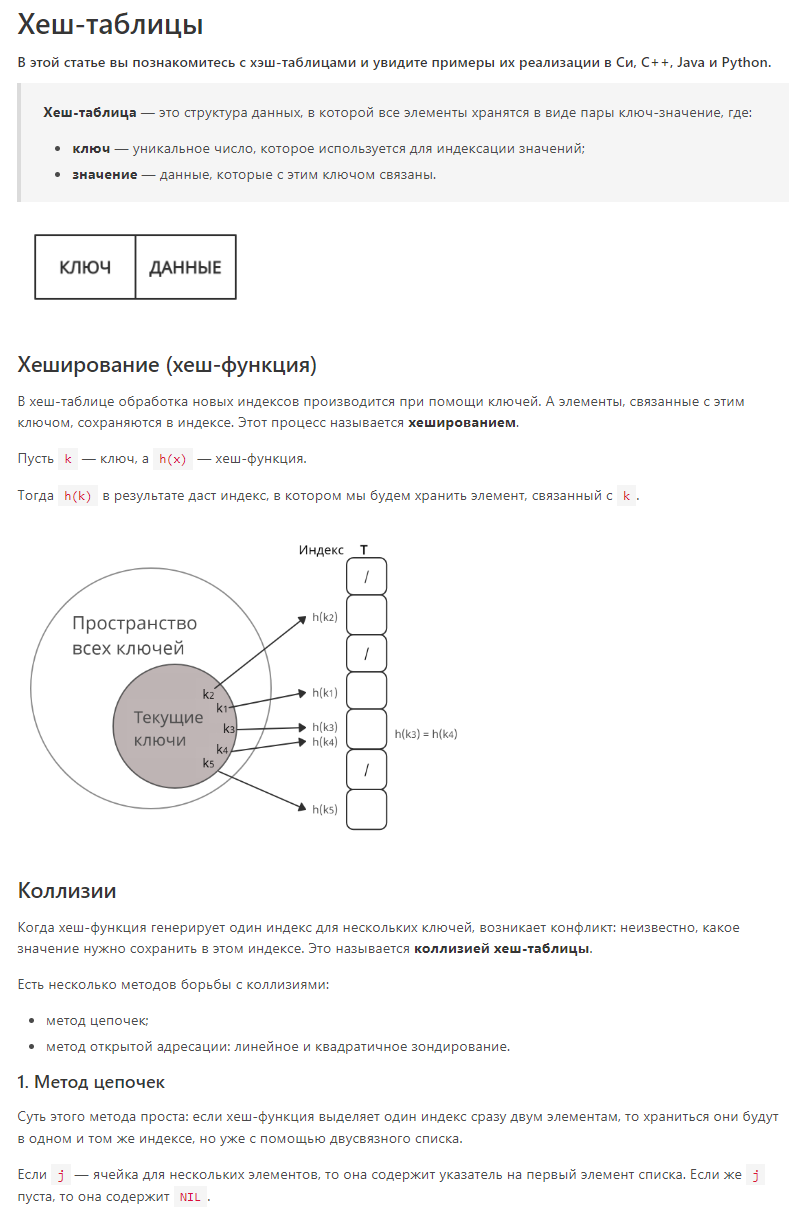 Хеш-таблицы
В этой статье вы познакомитесь с хэш-таблицами и увидите примеры их реализации в Си, C++, Java и Python.
Хеш-таблица — это структура данных, в которой все элементы хранятся в виде пары ключ-значение, где:
• ключ — уникальное число, которое используется для индексации значений;
• значение — данные, которые с этим ключом связаны.
КЛЮЧ ДАННЫЕ
Хеширование (хеш-функция)
В хеш-таблице обработка новых индексов производится при помощи ключей. А элементы, связанные с этим
ключом, сохраняются в индексе. Этот процесс называется хешированием.
Пусть k — ключ, а h(x) — хеш-функция.
Тогда h(k) в результате даст индекс, в котором мы будем хранить элемент, связанный с k .
Индекс T
/
Пространство
всех ключей
h(k2)
/
k2
k1
h(k1)
Текущие
ключи
k3
h(k3)
k4
h(k4)
h(k3) = h(k4)
k5
/
h(k5)
Коллизии
Когда хеш-функция генерирует один индекс для нескольких ключей, возникает конфликт: неизвестно, какое
значение нужно сохранить в этом индексе. Это называется коллизией хеш-таблицы.
Есть несколько методов борьбы с коллизиями:
• метод цепочек;
• метод открытой адресации: линейное и квадратичное зондирование.
1. Метод цепочек
Суть этого метода проста: если хеш-функция выделяет один индекс сразу двум элементам, то храниться они будут
в одном и том же индексе, но уже с помощью двусвязного списка.
Если j — ячейка для нескольких элементов, то она содержит указатель на первый элемент списка. Если же j
пуста, то она содержит NIL .